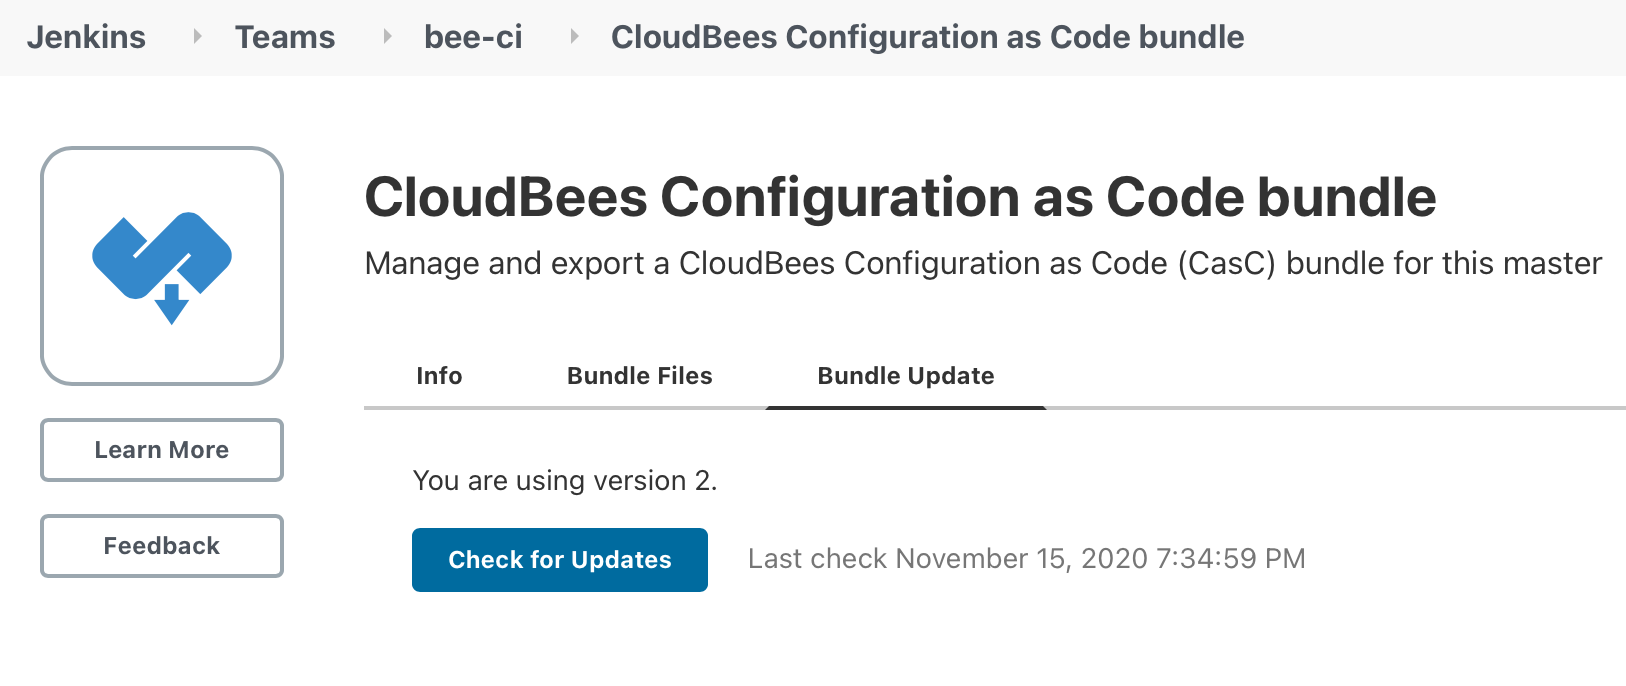 Jenkins Teams bee-ci CloudBees Configuration as Code bundle
CloudBees Configuration as Code bundle
Manage and export a CloudBees Configuration as Code (CasC) bundle for this master
Info Bundle Files Bundle Update
Learn More
You are using version 2.
Feedback
Check for Updates Last check November 15, 2020 7:34:59 PM